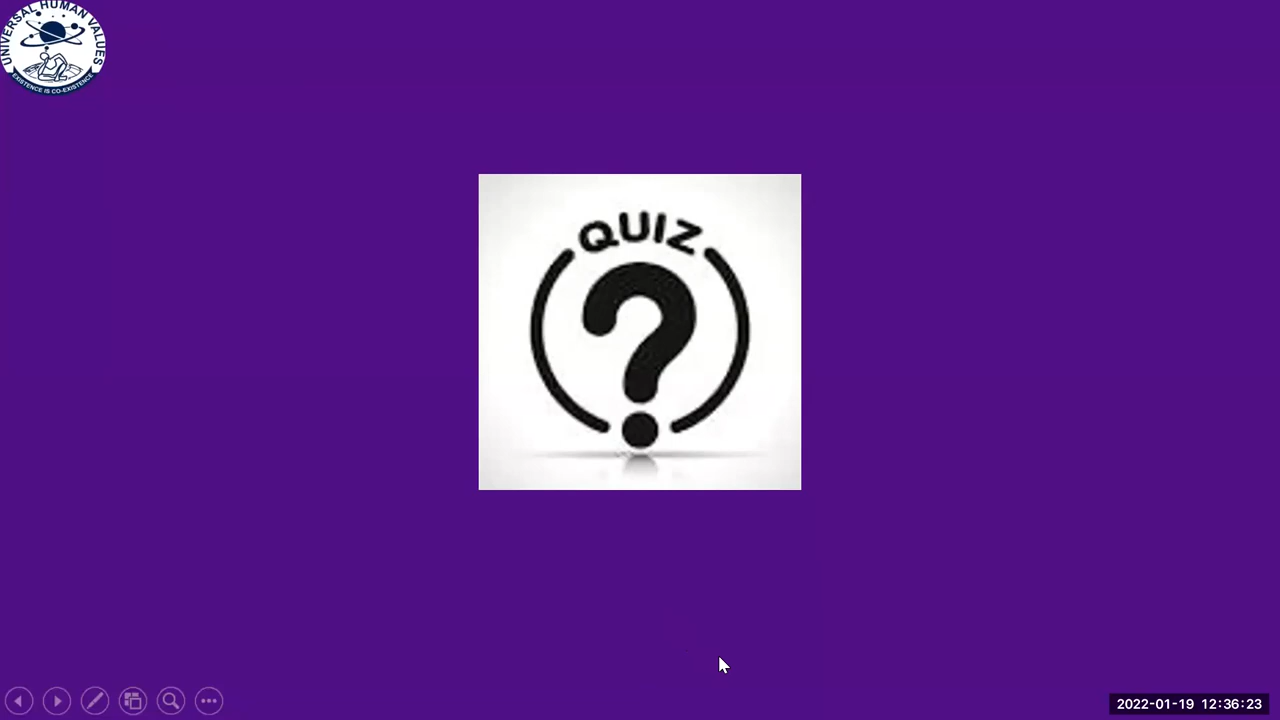 UNIVERSAL HUMAN VALUES
EXISTENCE IS CO-EXISTENCE
QUIZ
?
2022-01-19 12:36:23